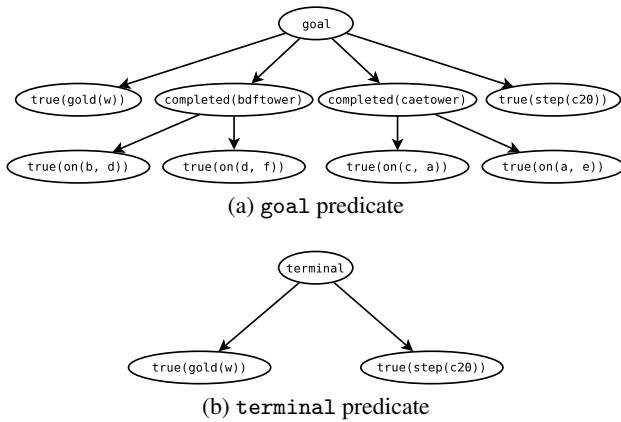 goal
true(gold(w)) completed(bdftower) completed(caetower) true(step(c20))
true(on(b, d)) true(on(d, f)) true(on(c, a)) true(on(a, e))
(a) goal predicate
terminal
true(gold(w)) true(step(c20))
(b) terminal predicate